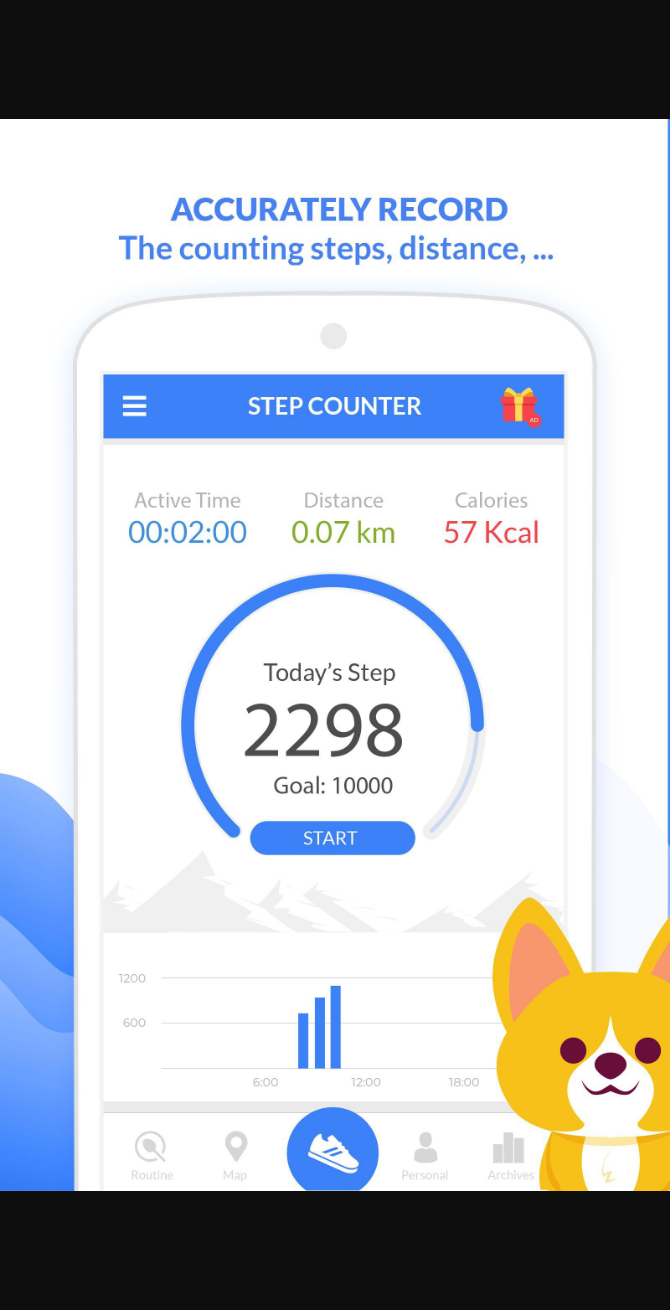 ACCURATELY RECORD
The counting steps, distance, ...
STEP COUNTER
AD
Active Time
Distance
Calories
00:02:00
0.07 km
57 Kcal
Today's Step
2298
Goal: 10000
START
1200
600
6:00
12:00
18:00
Routine
Map
Personal
Archives